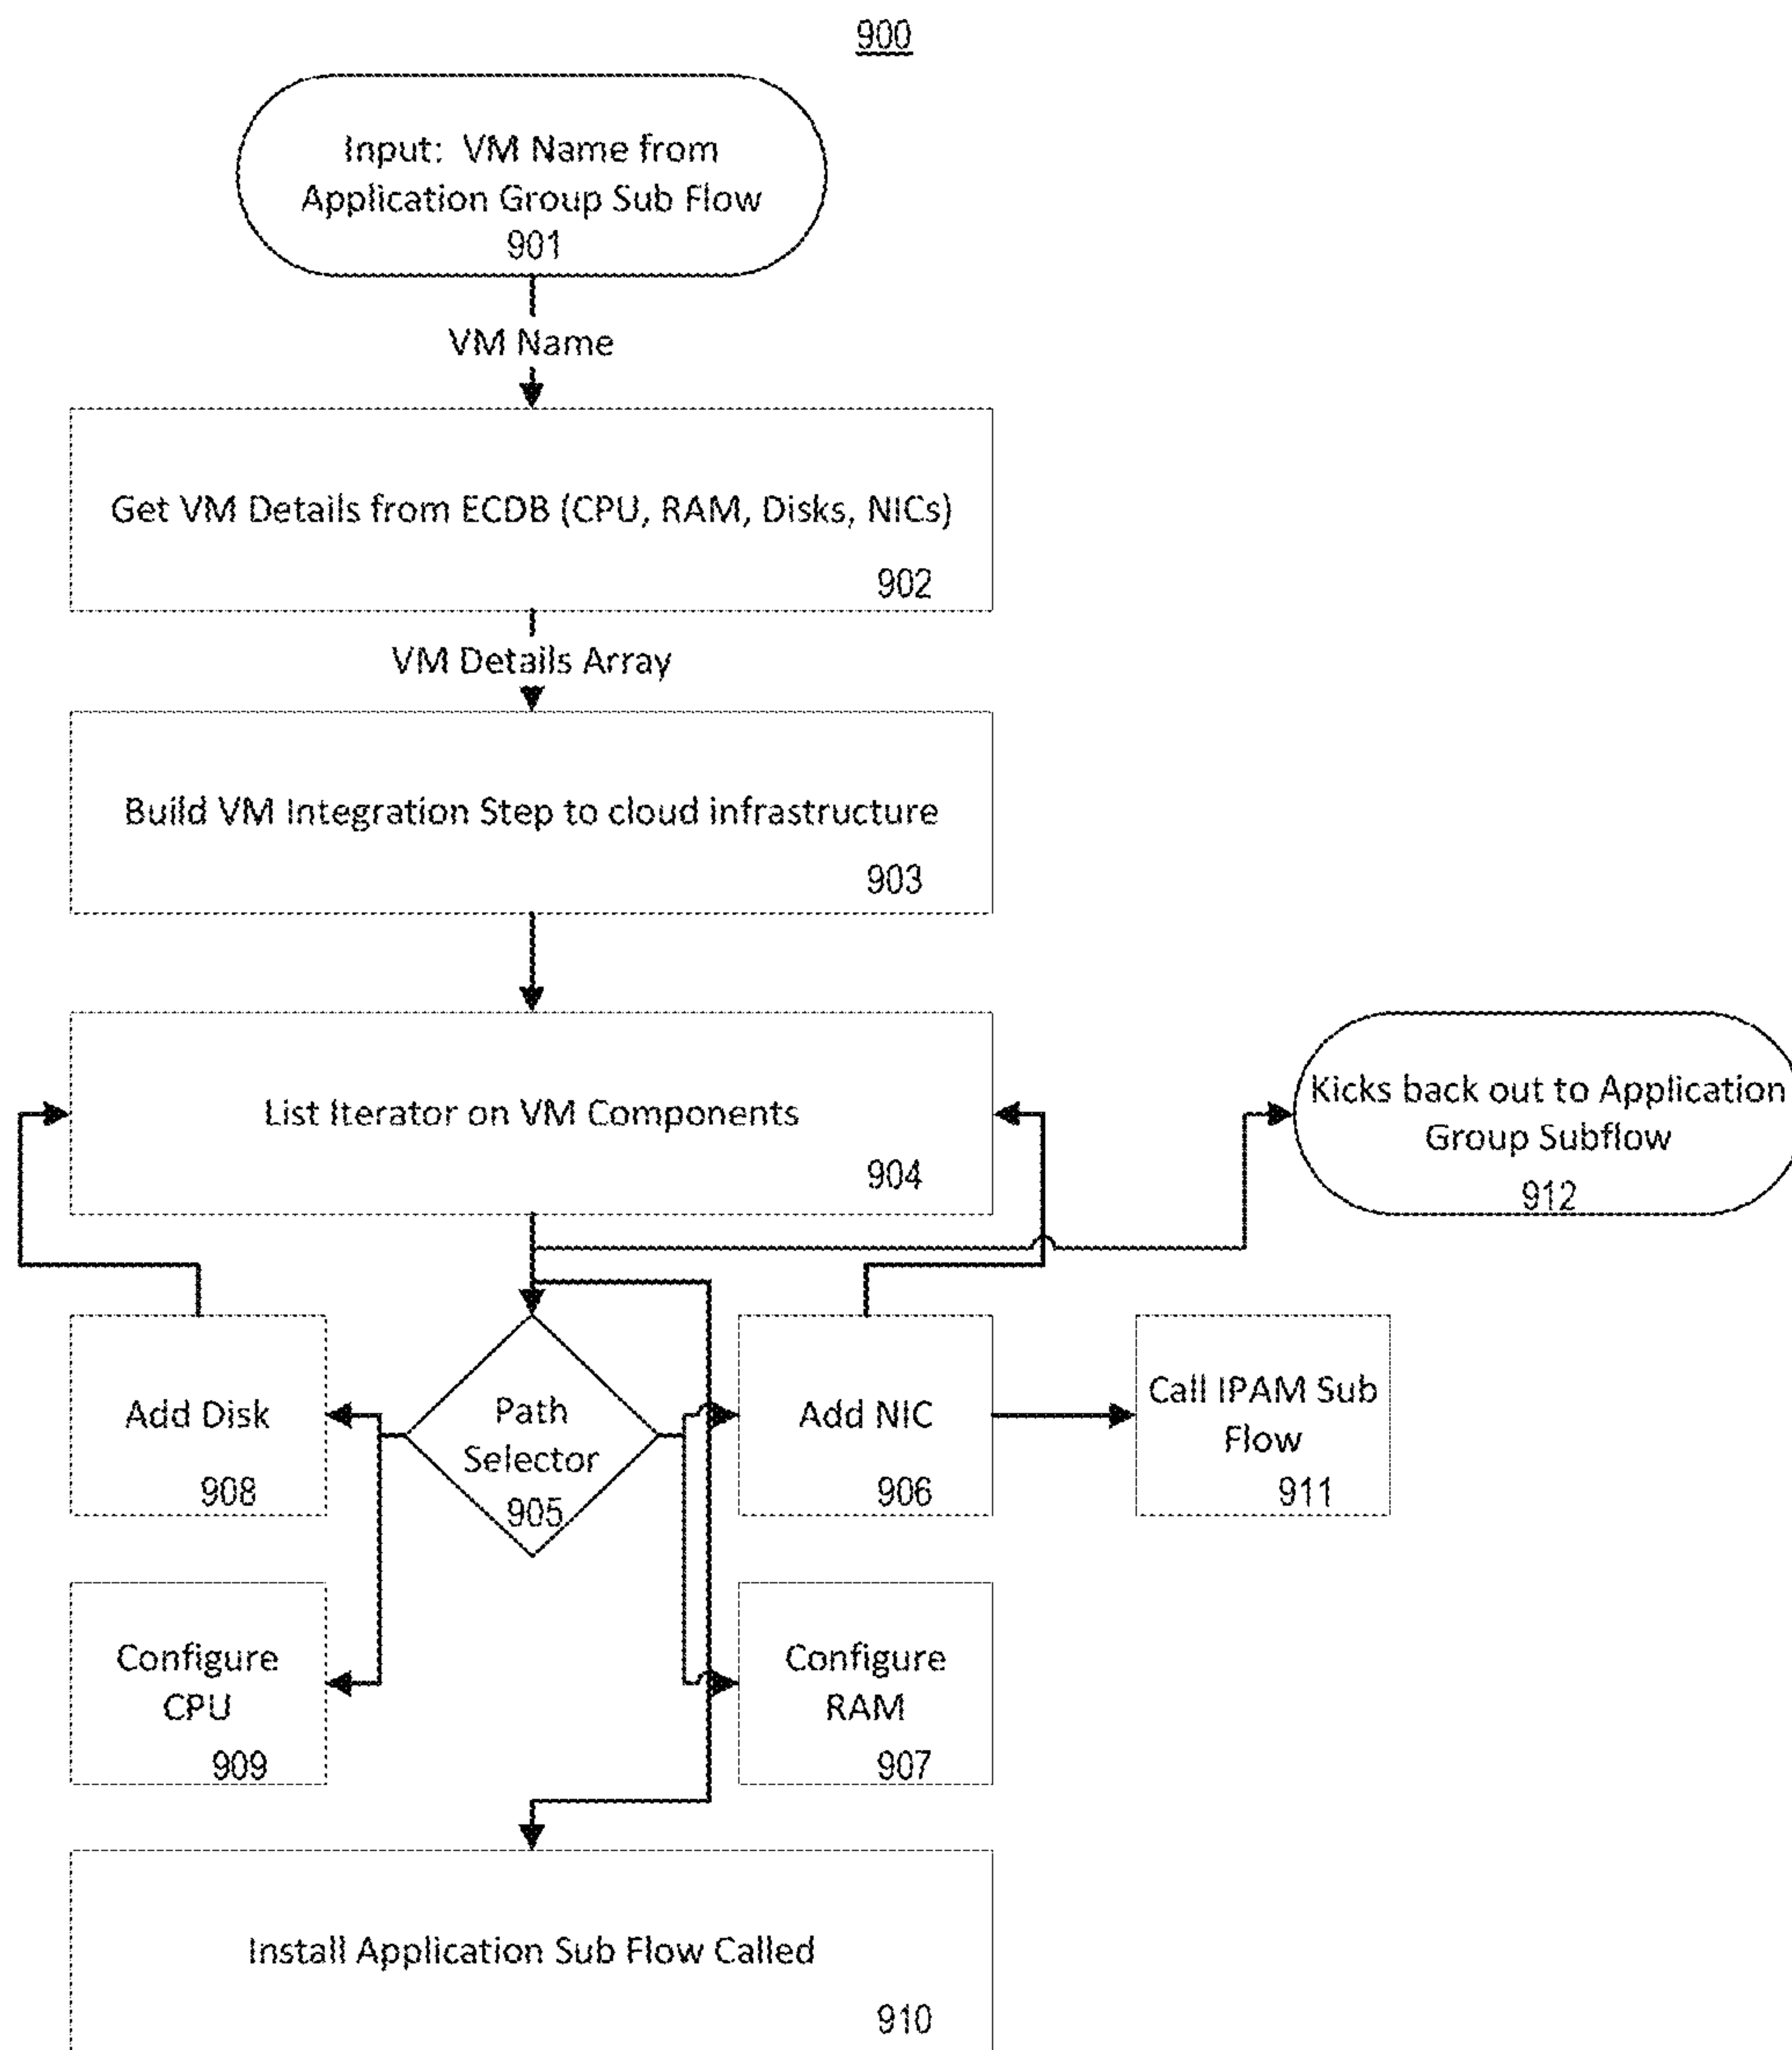 900
Input: VM Name from
Application Group Sub Flow
901
VM Name
Get VM Details from ECDB (CPU, RAM, Disks, NICs)
902
VM Details Array
Build VM Integration Step to cloud infrastructure
903
List Iterator on VM Components
904
Kicks back out to Application
Group Subflow
912
Add Disk
908
Path
Selector
905
Add NIC
906
Call IPAM Sub
Flow
911
Configure
CPU
909
Configure
RAM
907
Install Application Sub Flow Called
910